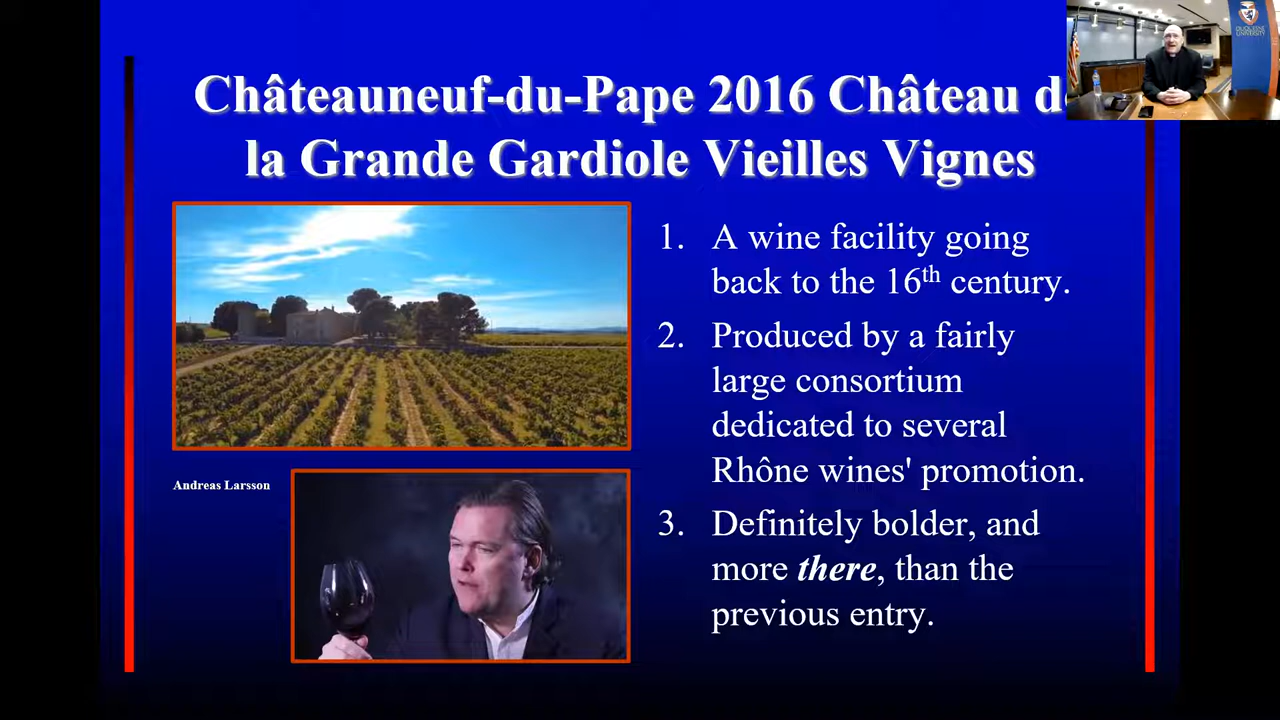 Châteauneuf-du-Pape 2016 Château d
la Grande Gardiole Vieilles Vignes
1. A wine facility going
back to the 16th century.
2. Produced by a fairly
large consortium
dedicated to several
Rhône wines' promotion.
3. Definitely bolder, and
more there, than the
previous entry.
Andreas Larsson
UNIVERSITY